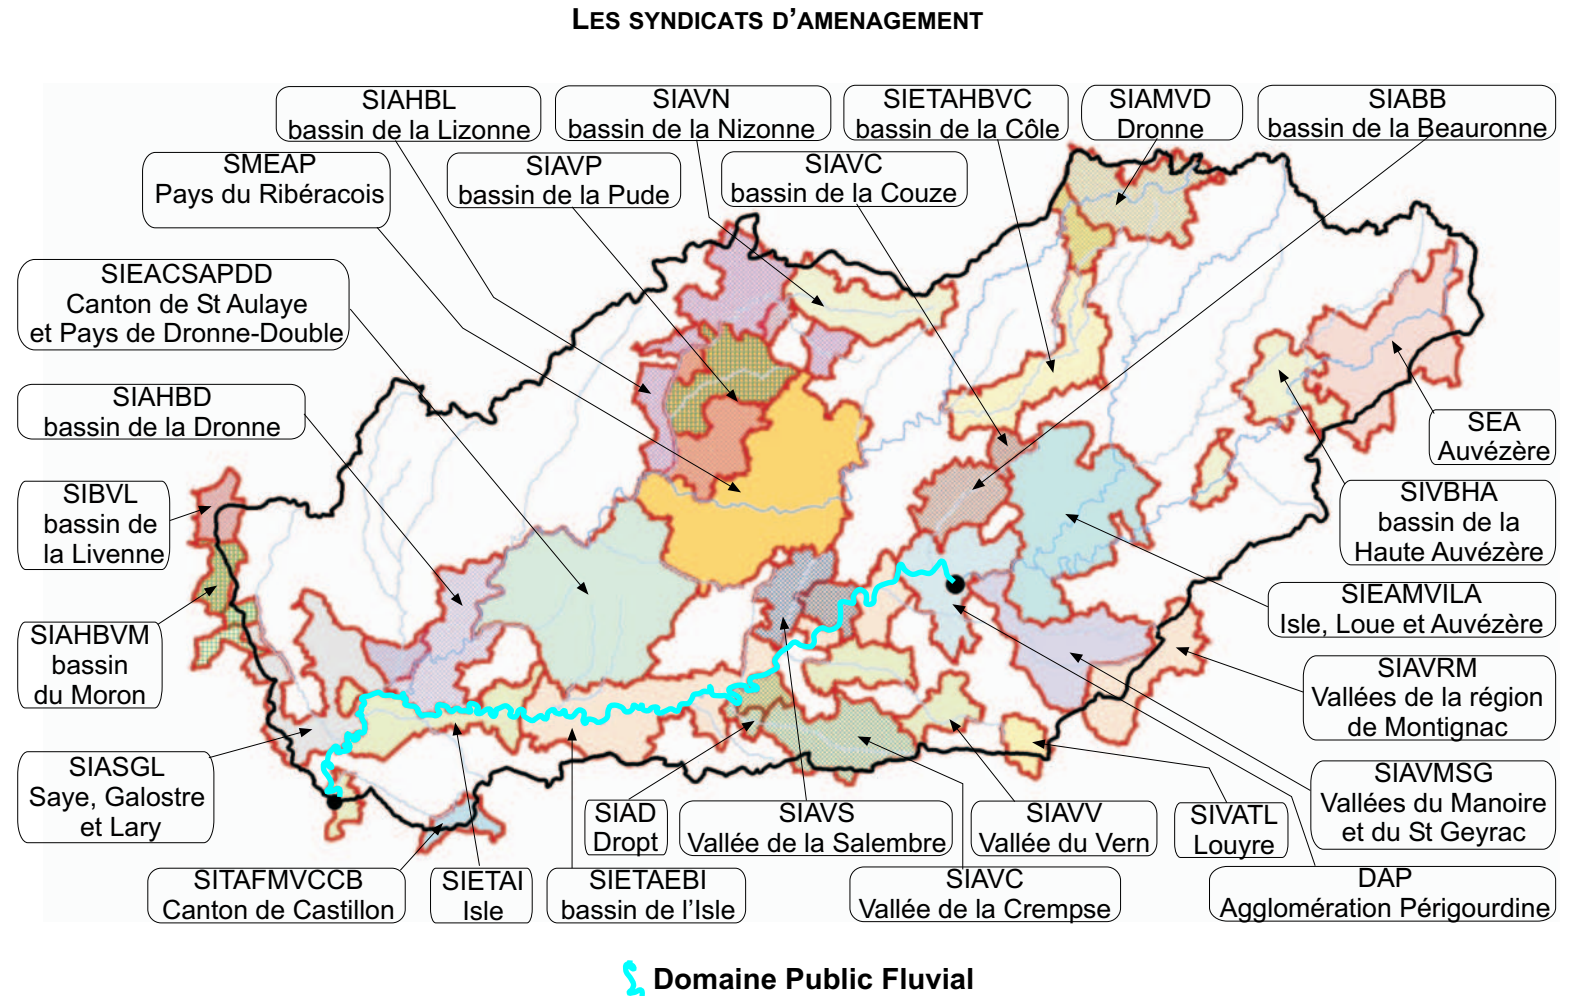 LES SYNDICATS D'AMENAGEMENT
SIAHBL
bassin de la Lizonne
SIAVN
bassin de la Nizonne
SIETAHBVC
bassin de la Côle
SIAMVD
Dronne
SIABB
bassin de la Beauronne
SMEAP
Pays du Ribéracois
SIAVP
bassin de la Pude
SIAVC
bassin de la Couze
SIEACSAPDD
Canton de St Aulaye
et Pays de Dronne-Double
SIAHBD
bassin de la Dronne
SEA
Auvézère
SIBVL
bassin de
la Livenne
SIVBHA
bassin de la
Haute Auvézère
SIEAMVILA
Isle, Loue et Auvézère
SIAHBVM
bassin
du Moron
SIAVRM
Vallées de la région
de Montignac
SIASGL
Saye, Galostre
et Lary
SIAD
Dropt
SIAVS
Vallée de la Salembre
SIAVV
Vallée du Vern
SIVATL
Louyre
SIAVMSG
Vallées du Manoire
et du St Geyrac
SITAFMVCCB
Canton de Castillon
SIETAI
Isle
SIETAEBI
bassin de l'Isle
SIAVC
Vallée de la Crempse
DAP
Agglomération Périgourdine
Domaine Public Fluvial